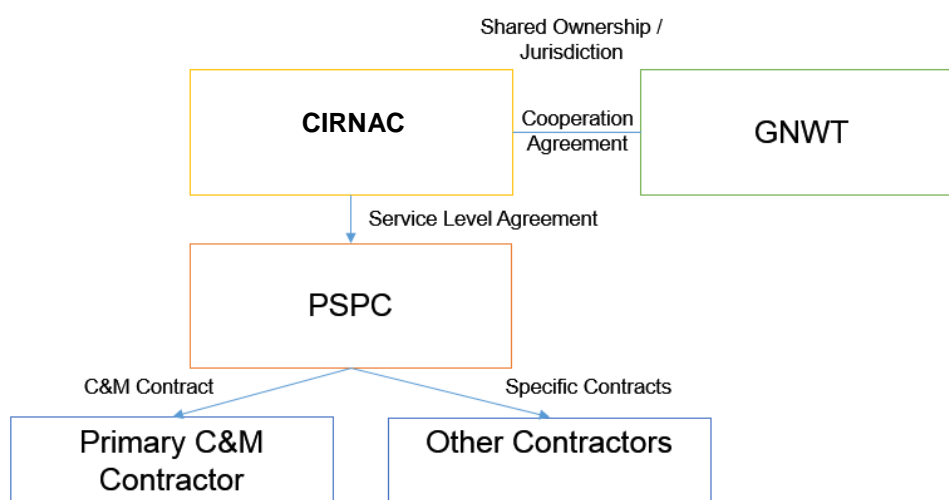 Shared Ownership /
Jurisdiction
CIRNAC
Cooperation
Agreement
GNWT
Service Level Agreement
PSPC
C&M Contract
Specific Contracts
Primary C&M
Contractor
Other Contractors